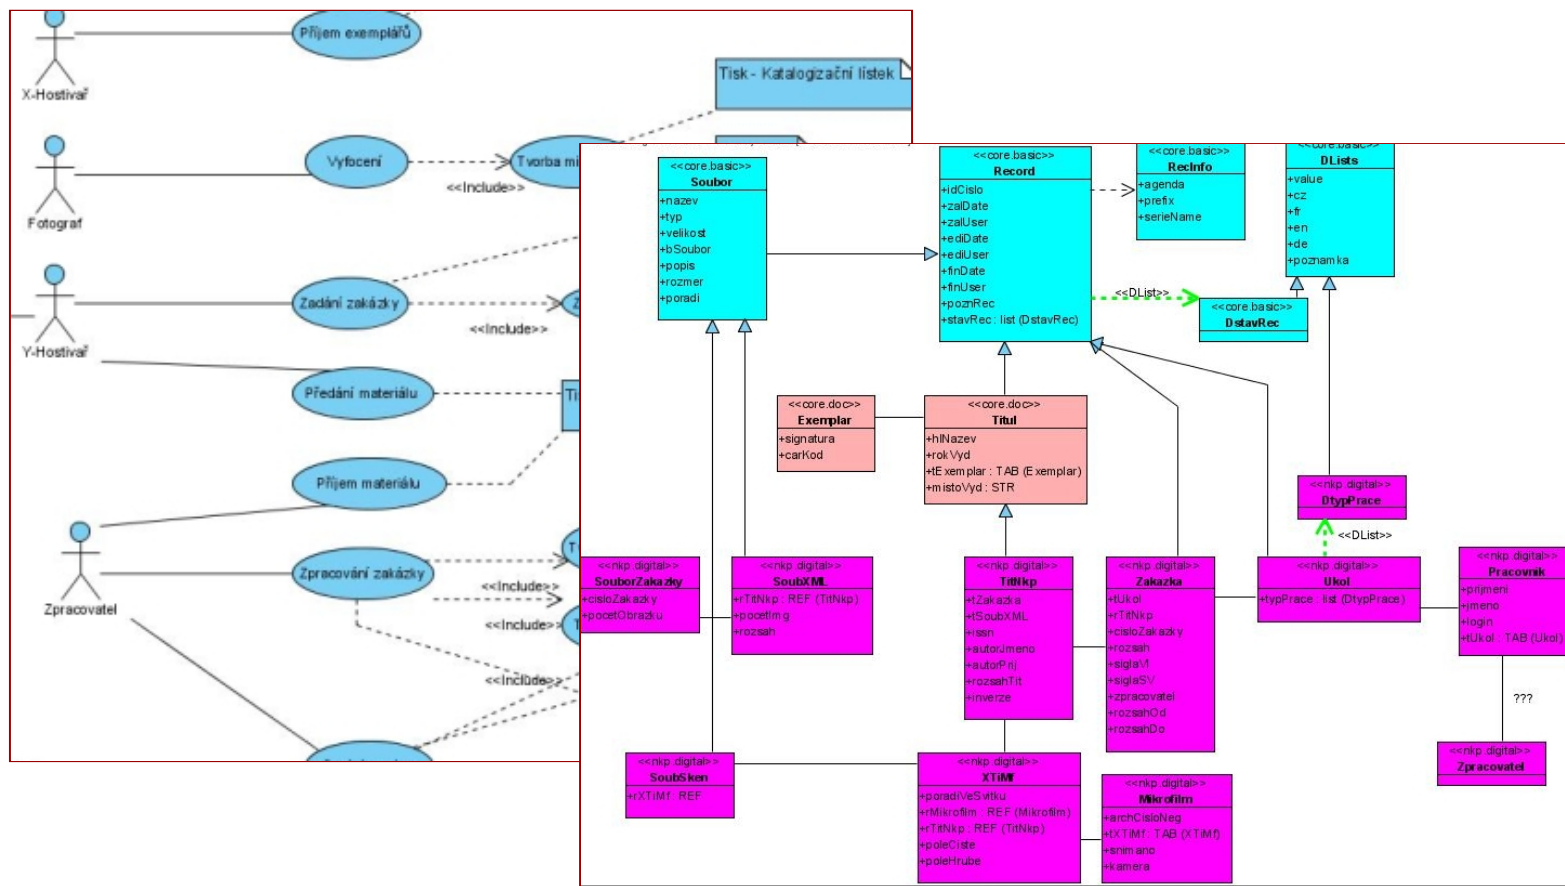 Příjem exemplářů
X-Hostivař
Tisk - Katalogizační lístek
Vyfocení
Tvorba mi
<<Include>>
Fotograf
Zadání zakázky
<<Include>>
Y-Hostivař
Předání materiálu
Příjem materiálu
Zpracování zakázky
<<Include>>
<<Include>>
Zpracovatel
<<Include>>
<<core.basic>>
Soubor
+nazev
+typ
+velikost
+bSoubor
+popis
+rozmer
+poradi
<<core.basic>>
Record
+idCislo
+zalDate
+zalUser
+ediDate
+ediUser
+finDate
+finUser
+poznRec
+stavRec : list (DstavRec)
<<core.basic>>
RecInfo
+agenda
+prefix
+serieName
<<core.basic>>
DLists
+value
+cz
+fr
+en
+de
+poznamka
<<DList>>
<<core.basic>>
DstavRec
<<core.doc>>
Exemplar
+signatura
+carKod
<<core.doc>>
Titul
+hlNazev
+rokVyd
+tExemplar : TAB (Exemplar)
+mistoVyd : STR
<<nkp.digital>>
DtypPrace
<<DList>>
<<nkp.digital>>
SouborZakazky
+cisloZakazky
+pocetObrazku
<<nkp.digital>>
SoubXML
+rTitNkp : REF (TitNkp)
+pocetImg
+rozsah
<<nkp.digital>>
TitNkp
+tZakazka
+tSoubXML
+issn
+autorJmeno
+autorPrij
+rozsahTit
+inverze
<<nkp.digital>>
Zakazka
+tUkol
+rTitNkp
+cisloZakazky
+rozsah
+siglaVl
+siglaSV
+zpracovatel
+rozsahOd
+rozsahDo
<<nkp.digital>>
Ukol
+typPrace : list (DtypPrace)
<<nkp.digital>>
Pracovnik
+prijmeni
+jmeno
+login
+tUkol : TAB (Ukol)
???
<<nkp.digital>>
Zpracovatel
<<nkp.digital>>
SoubSken
+rXTiMf : REF
<<nkp.digital>>
XTiMf
+poradiVeSvitku
+rMikrofilm : REF (Mikrofilm)
+rTitNkp : REF (TitNkp)
+poleCiste
+poleHrube
<<nkp.digital>>
Mikrofilm
+archCisloNeg
+tXTiMf : TAB (XTiMf)
+snimano
+kamera